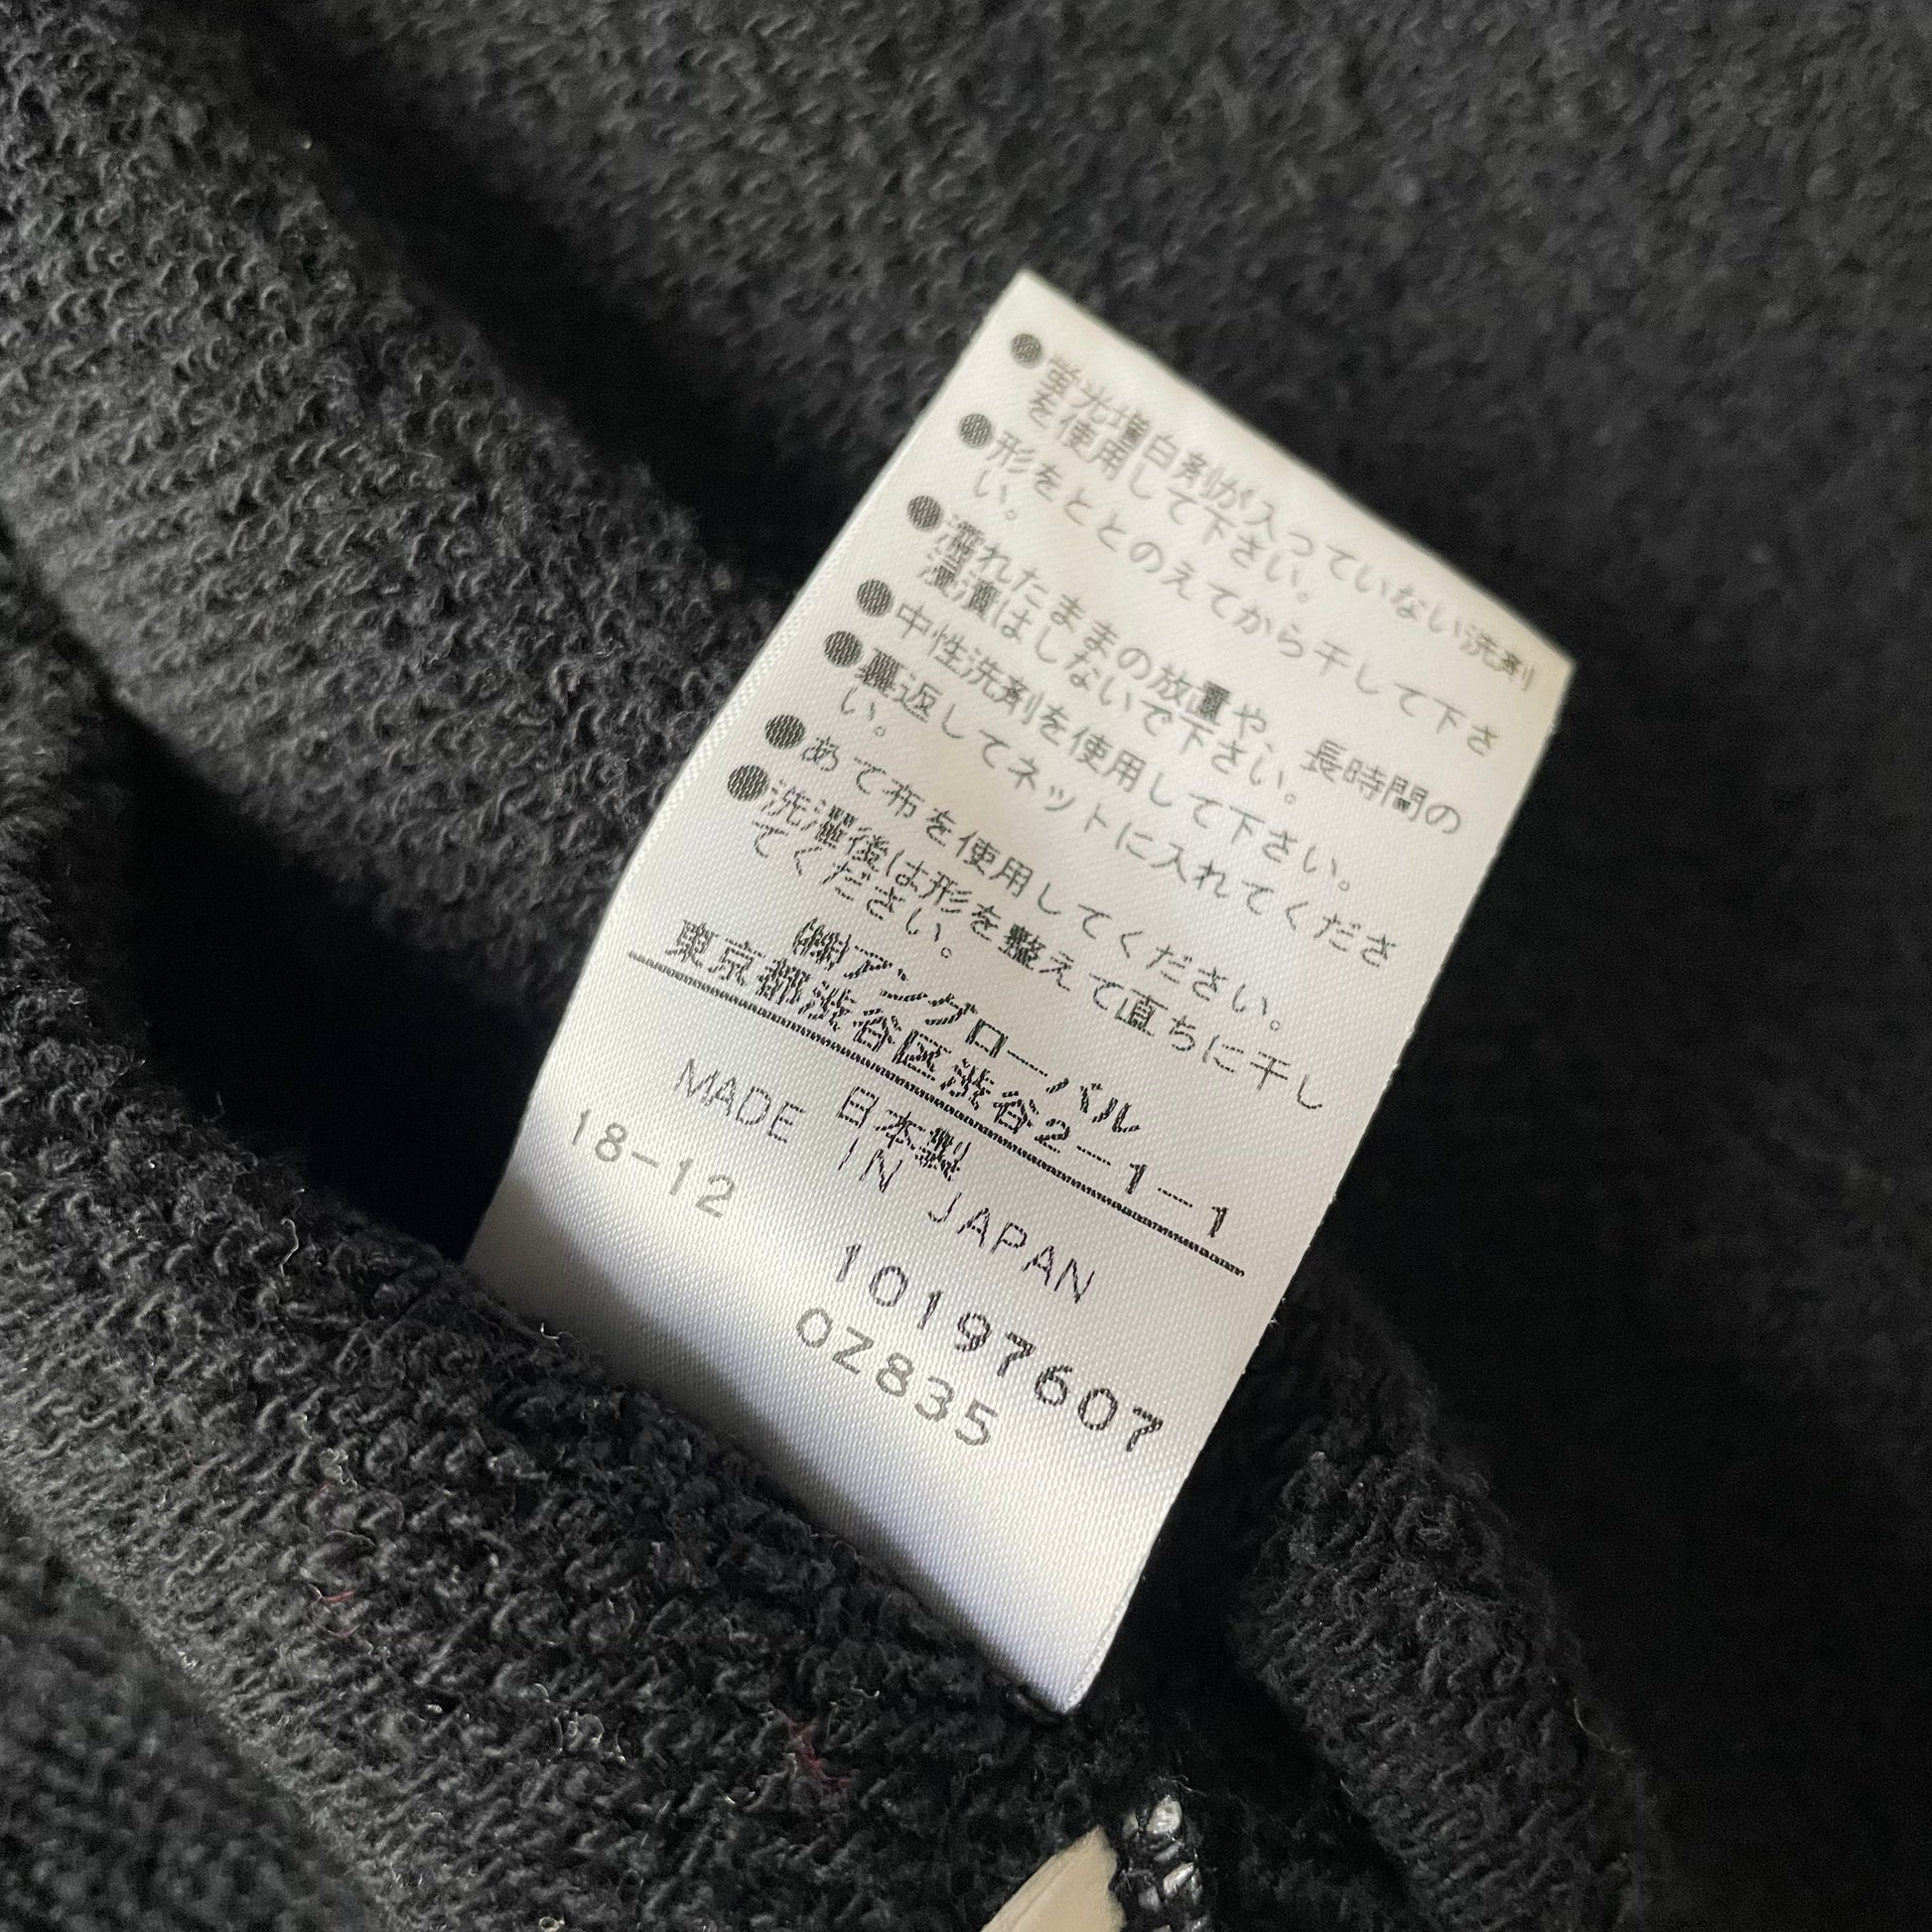 ●蛍光増白剤が入っていない洗剤
を使用して下さい。
●形をととのえてから干して下さ
い。
●濡れたままの放置や、長時間の
浸漬はしないで下さい。
●中性洗剤を使用して下さい。
●裏返してネットに入れてくださ
い。
●あて布を使用してください。
●洗濯後は形を整えて直ちに干し
てください。
㈱アングローバル
東京都渋谷区渋谷2-1-1
日本製
MADE IN JAPAN
18-12
10197607
OZ835